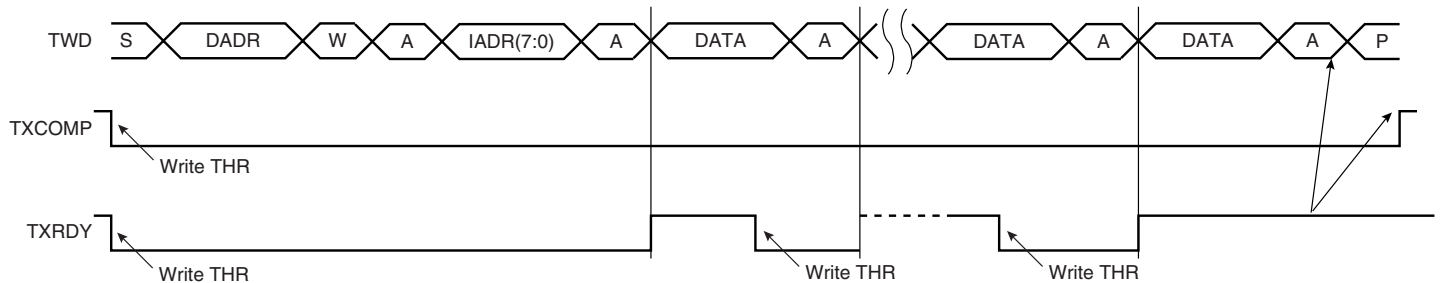 TWD S DADR W A IADR(7:0) A DATA A DATA A DATA A P
TXCOMP
Write THR
TXRDY
Write THR Write THR Write THR